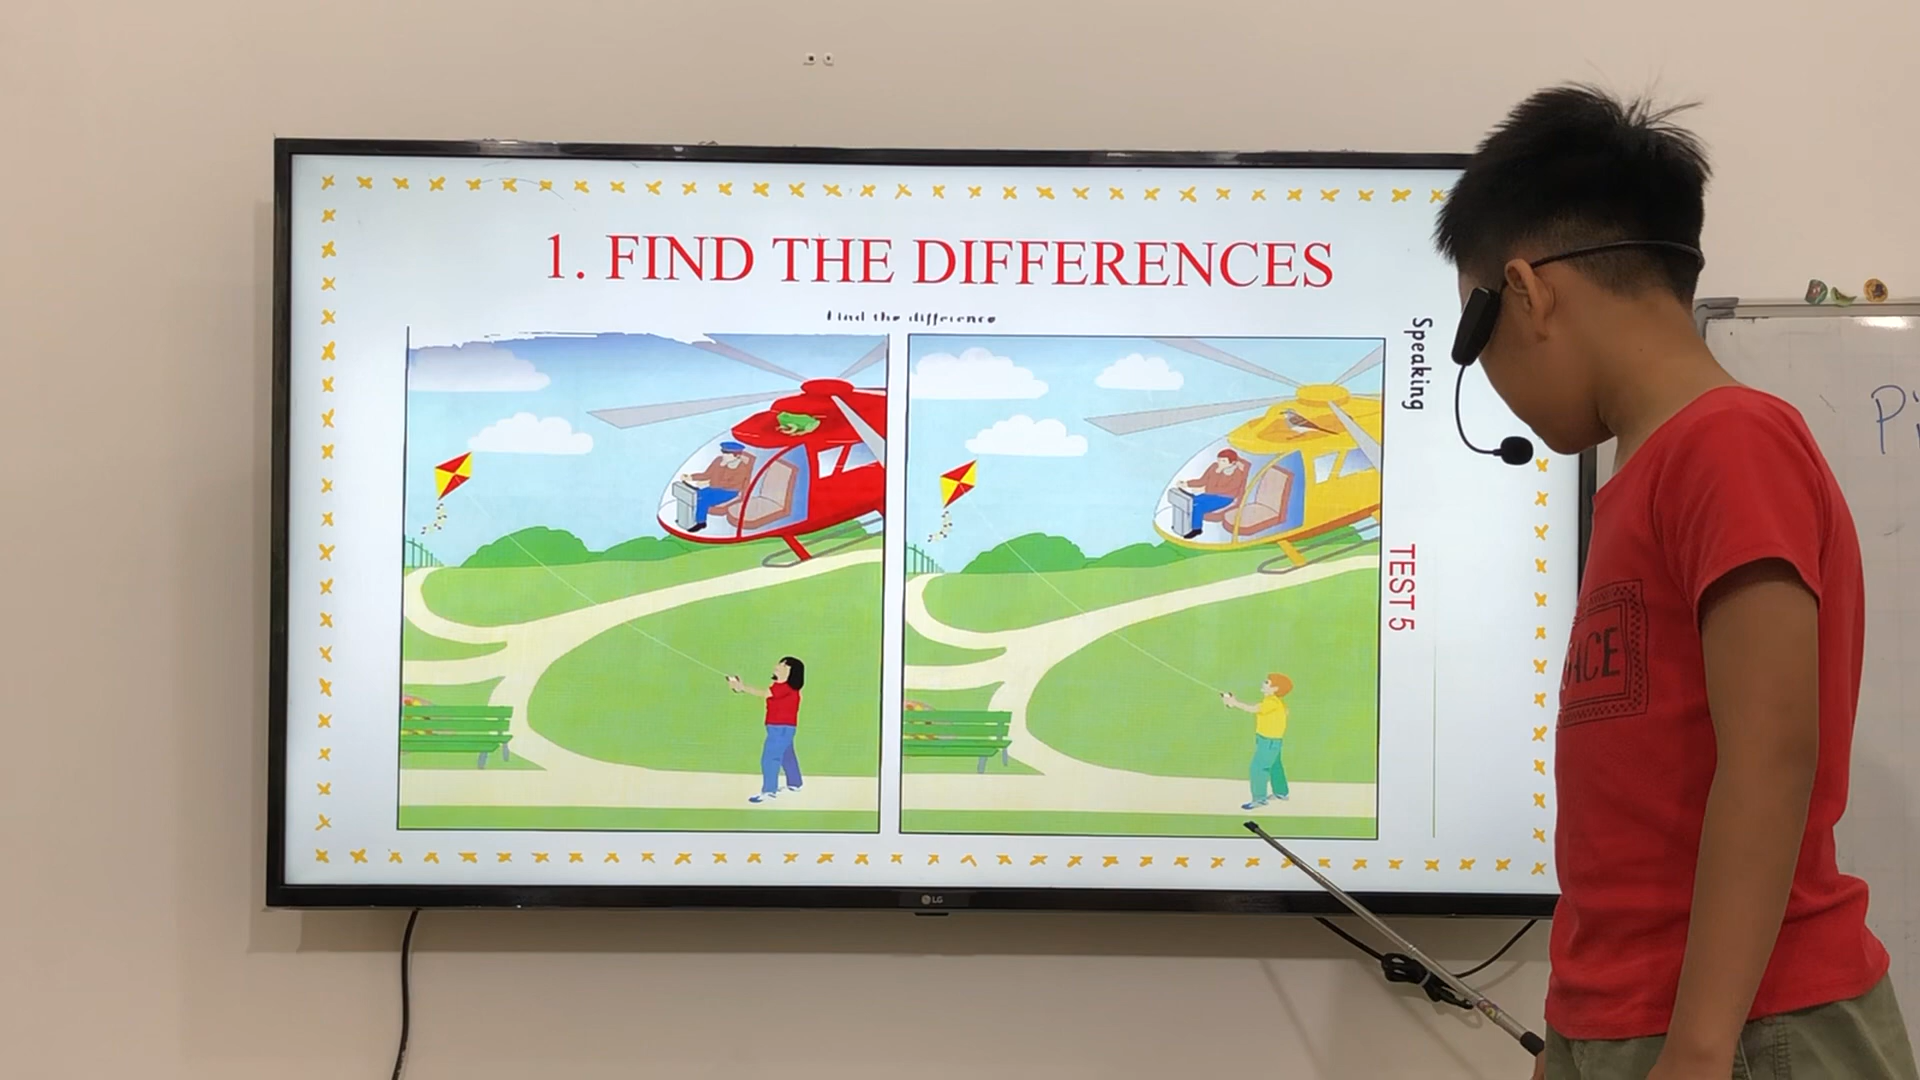 1. FIND THE DIFFERENCES
Find the difference
Speaking
TEST 5
LG